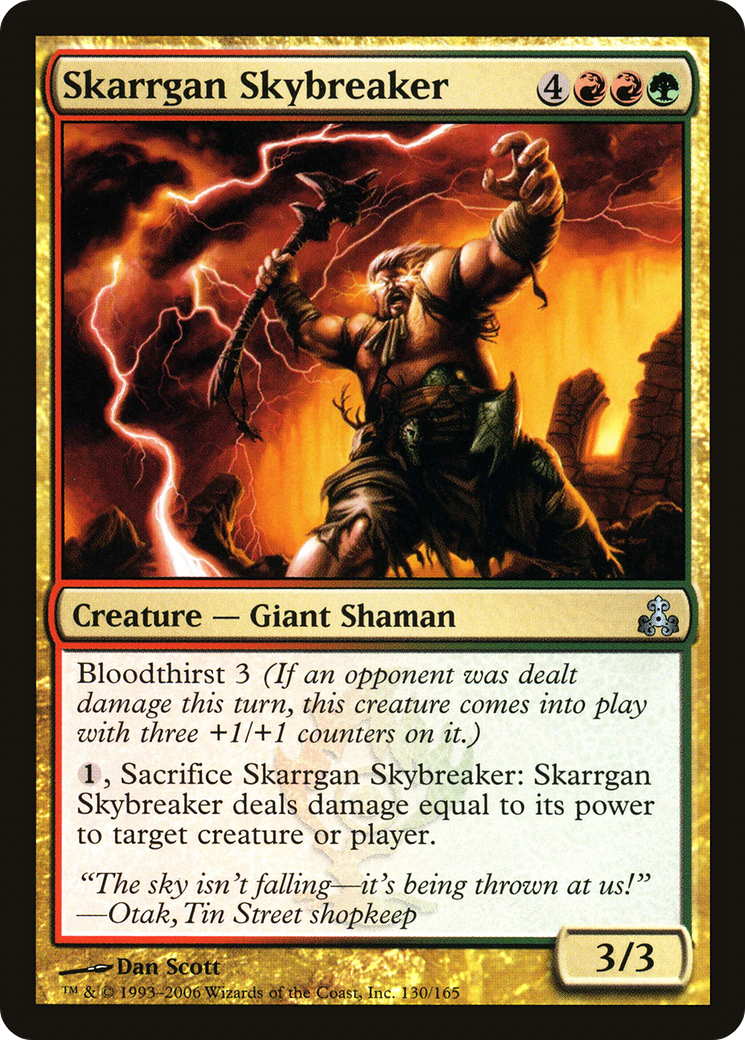 Skarrgan Skybreaker 4
Creature — Giant Shaman
Bloodthirst 3 (If an opponent was dealt
damage this turn, this creature comes into play
with three +1/+1 counters on it.)
1, Sacrifice Skarrgan Skybreaker: Skarrgan
Skybreaker deals damage equal to its power
to target creature or player.
“The sky isn’t falling—it’s being thrown at us!”
—Otak, Tin Street shopkeep
3/3
Dan Scott
™ & © 1993–2006 Wizards of the Coast, Inc. 130/165